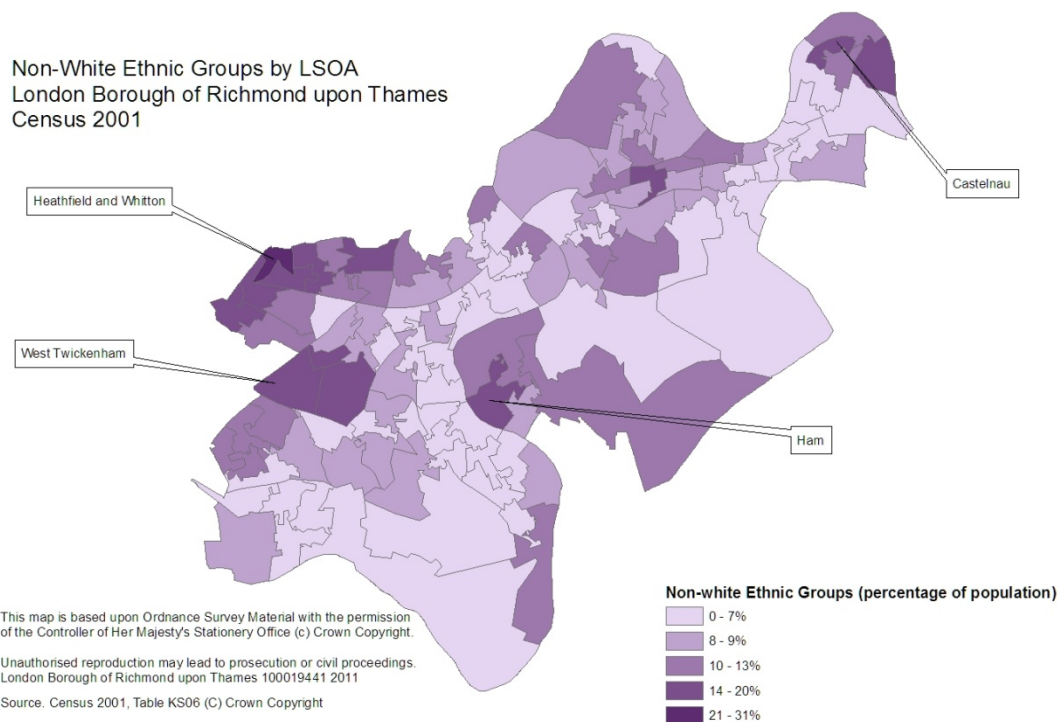 Non-White Ethnic Groups by LSOA
London Borough of Richmond upon Thames
Census 2001
Heathfield and Whitton
Castelnau
West Twickenham
Ham
Non-white Ethnic Groups (percentage of population)
0 - 7%
8 - 9%
10 - 13%
14 - 20%
21 - 31%
This map is based upon Ordnance Survey Material with the permission
of the Controller of Her Majesty's Stationery Office (c) Crown Copyright.
Unauthorised reproduction may lead to prosecution or civil proceedings.
London Borough of Richmond upon Thames 100019441 2011
Source. Census 2001, Table KS06 (C) Crown Copyright